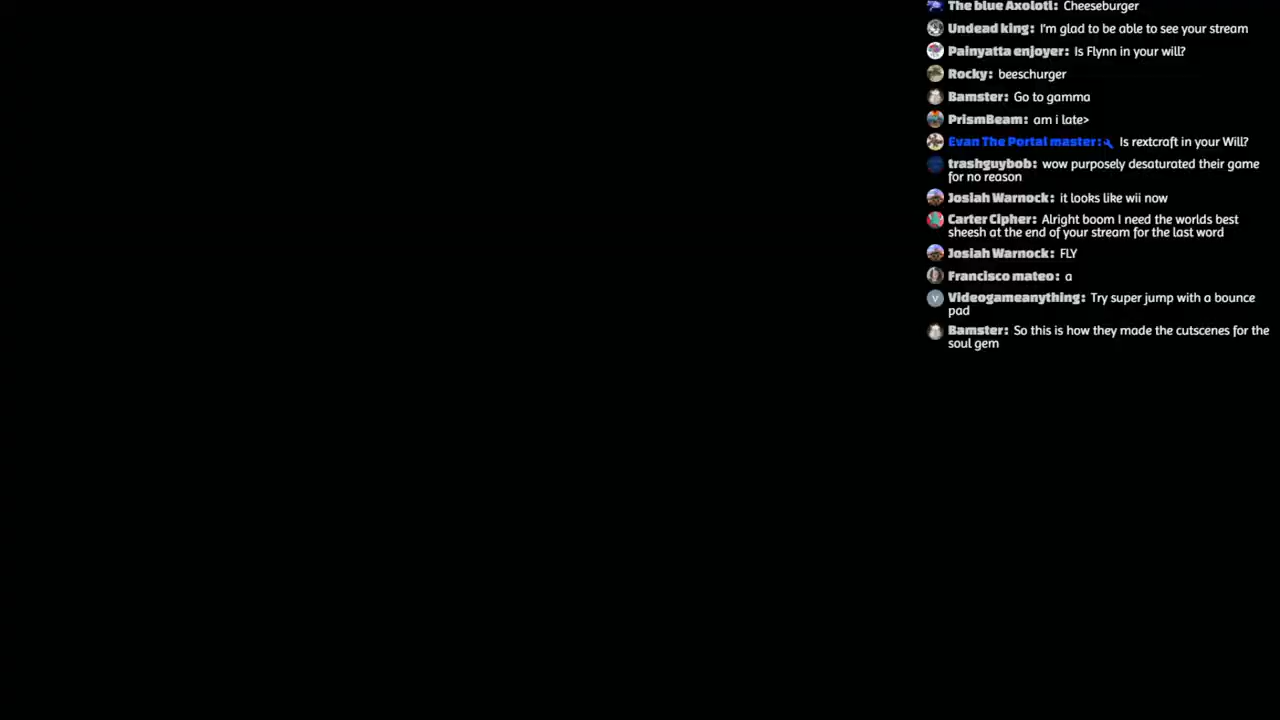 The blue Axolotl: Cheeseburger
Undead king: I'm glad to be able to see your stream
Painyatta enjoyer: Is Flynn in your will?
Rocky: beeschurger
Bamster: Go to gamma
PrismBeam: am i late>
Evan The Portal master: Is rextcraft in your Will?
trashguybob: wow purposely desaturated their game
for no reason
Josiah Warnock: it looks like wii now
Carter Cipher: Alright boom I need the worlds best
sheesh at the end of your stream for the last word
Josiah Warnock: FLY
Francisco mateo: a
V Videogameanything: Try super jump with a bounce
pad
Bamster: So this is how they made the cutscenes for the
soul gem